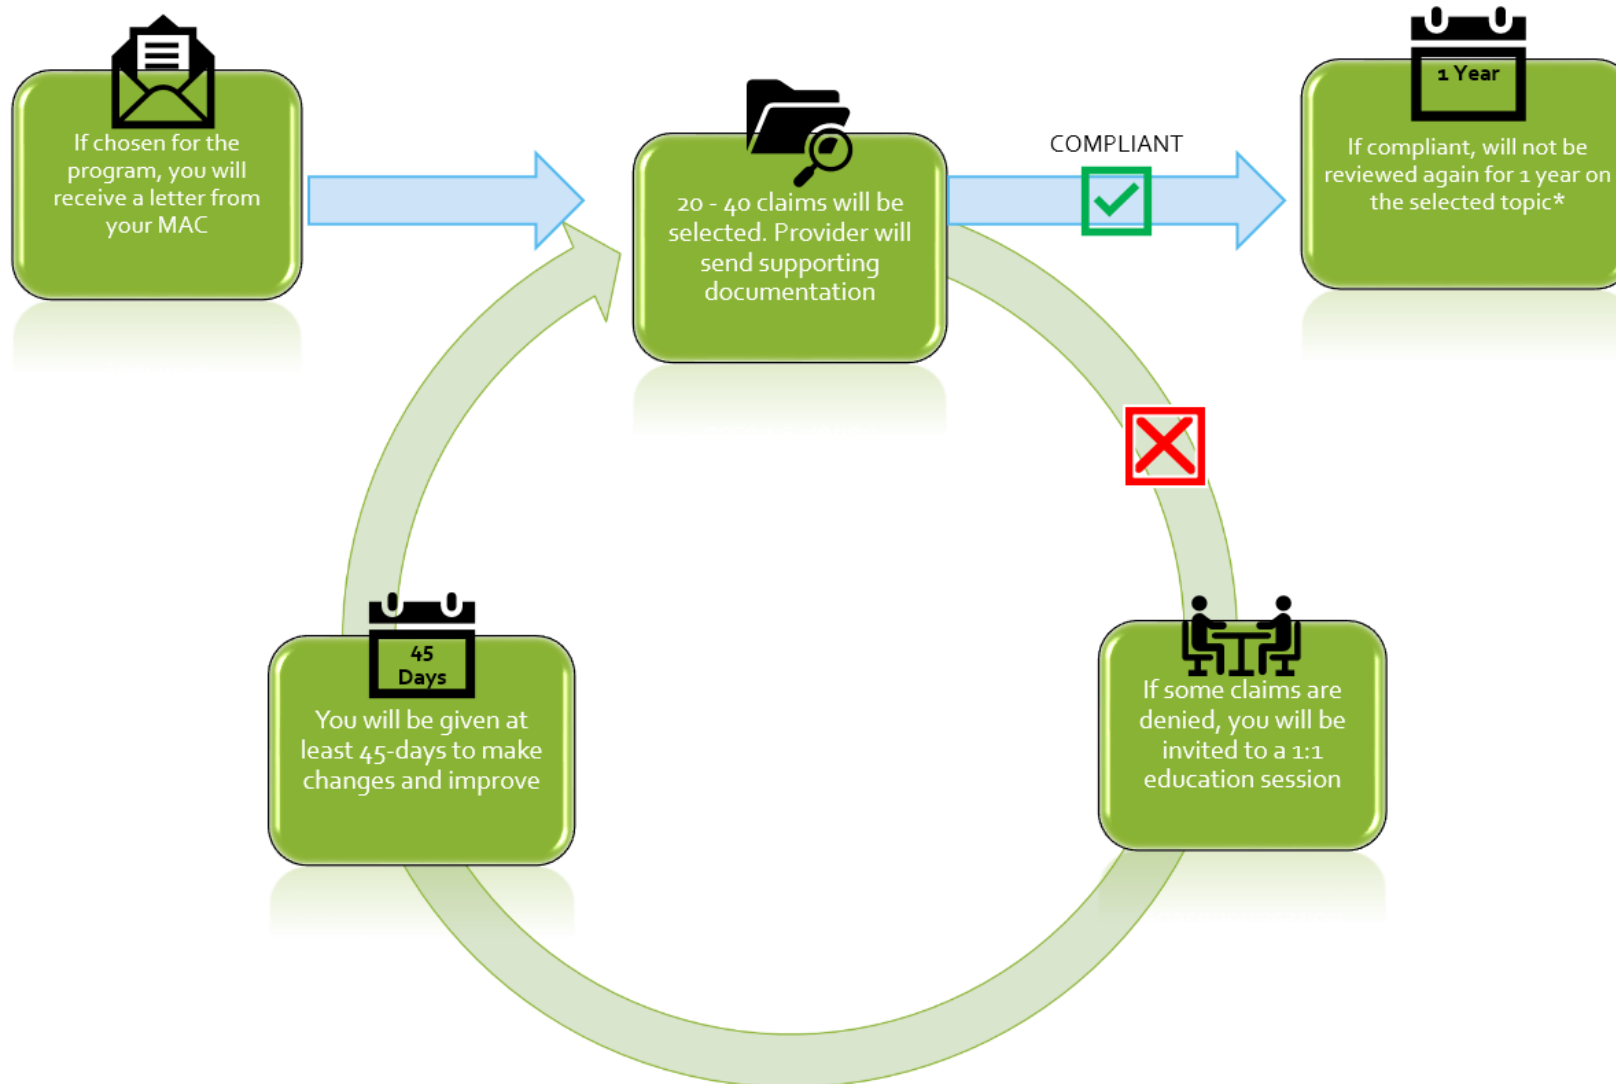 If chosen for the
program, you will
receive a letter from
your MAC
20 - 40 claims will be
selected. Provider will
send supporting
documentation
COMPLIANT
1 Year
If compliant, will not be
reviewed again for 1 year on
the selected topic*
If some claims are
denied, you will be
invited to a 1:1
education session
45
Days
You will be given at
least 45-days to make
changes and improve